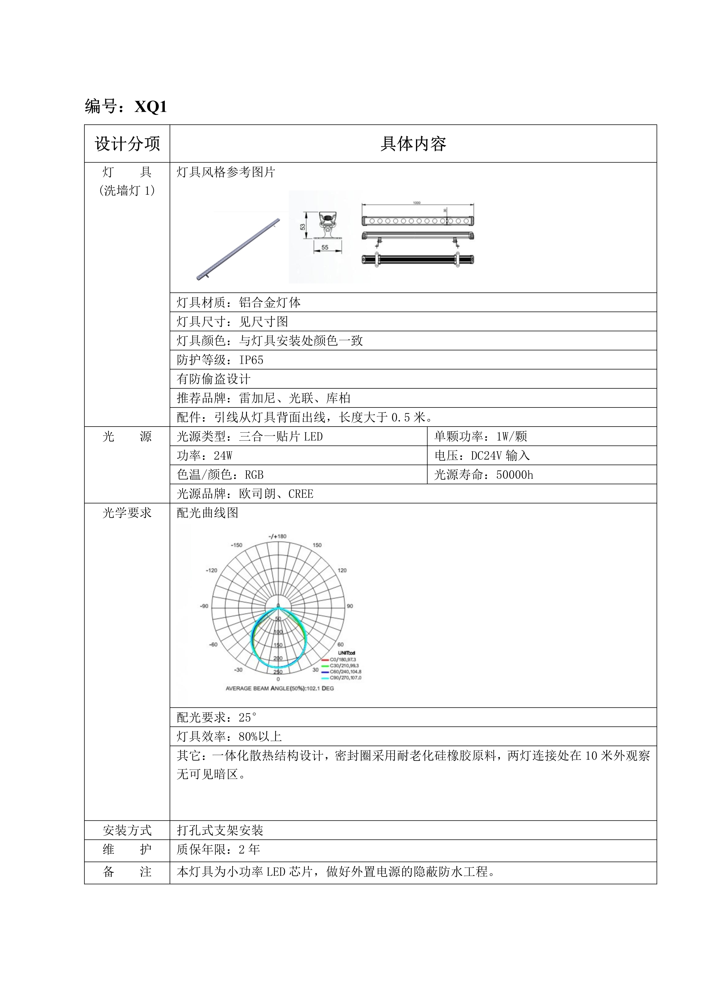 编号：XQ1
设计分项 具体内容
灯 具
(洗墙灯 1)
灯具风格参考图片
53
55
1000
30
灯具材质：铝合金灯体
灯具尺寸：见尺寸图
灯具颜色：与灯具安装处颜色一致
防护等级：IP65
有防偷盗设计
推荐品牌：雷加尼、光联、库柏
配件：引线从灯具背面出线，长度大于 0.5 米。
光 源
光源类型：三合一贴片 LED 单颗功率：1W/颗
功率：24W 电压：DC24V 输入
色温/颜色：RGB 光源寿命：50000h
光源品牌：欧司朗、CREE
光学要求
配光曲线图
-/+180
-150 150
-120 120
-90 0 90
50
100
-60 150 60
UNIT:cd
200
C0/180,97.3
C30/210,99.3
-30 250 30
C60/240,104.8
0
C90/270,107.0
AVERAGE BEAM ANGLE(50%):102.1 DEG
配光要求：25°
灯具效率：80%以上
其它：一体化散热结构设计，密封圈采用耐老化硅橡胶原料，两灯连接处在 10 米外观察
无可见暗区。
安装方式 打孔式支架安装
维 护 质保年限：2 年
备 注 本灯具为小功率 LED 芯片，做好外置电源的隐蔽防水工程。